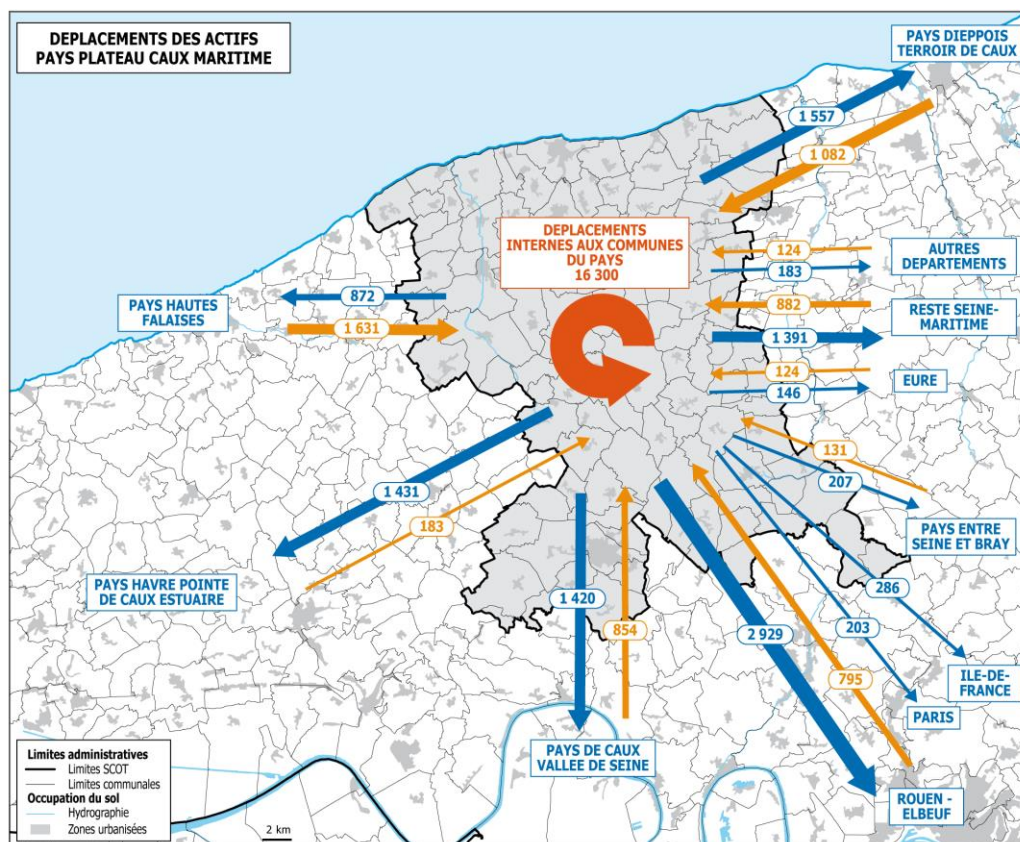 DEPLACEMENTS DES ACTIFS
PAYS PLATEAU CAUX MARITIME
PAYS DIEPPOIS
TERROIR DE CAUX
1 557
1 082
DEPLACEMENTS
INTERNES AUX COMMUNES
DU PAYS
16 300
124
183
AUTRES
DEPARTEMENTS
PAYS HAUTES
FALAISES
872
1 631
882
1 391
RESTE SEINE-
MARITIME
124
146
EURE
131
207
PAYS ENTRE
SEINE ET BRAY
1 431
183
PAYS HAVRE POINTE
DE CAUX ESTUAIRE
1 420
854
2 929
795
203
286
ILE-DE-
FRANCE
PARIS
PAYS DE CAUX
VALLEE DE SEINE
ROUEN -
ELBEUF
Limites administratives
Limites SCOT
Limites communales
Occupation du sol
Hydrographie
Zones urbanisées
2 km